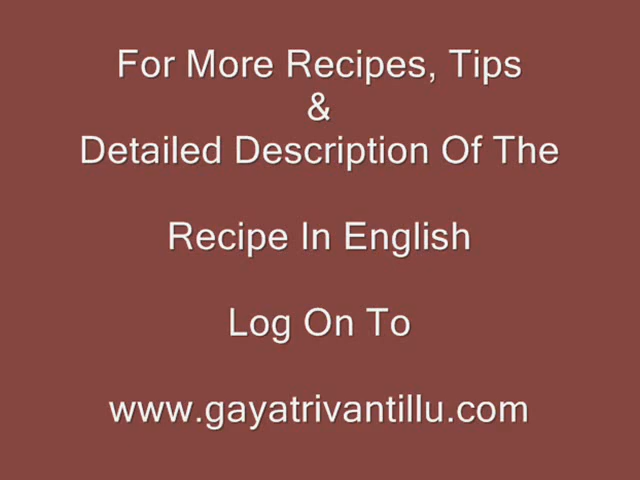 For More Recipes, Tips
&
Detailed Description Of The
Recipe In English
Log On To
www.gayatrivantillu.com